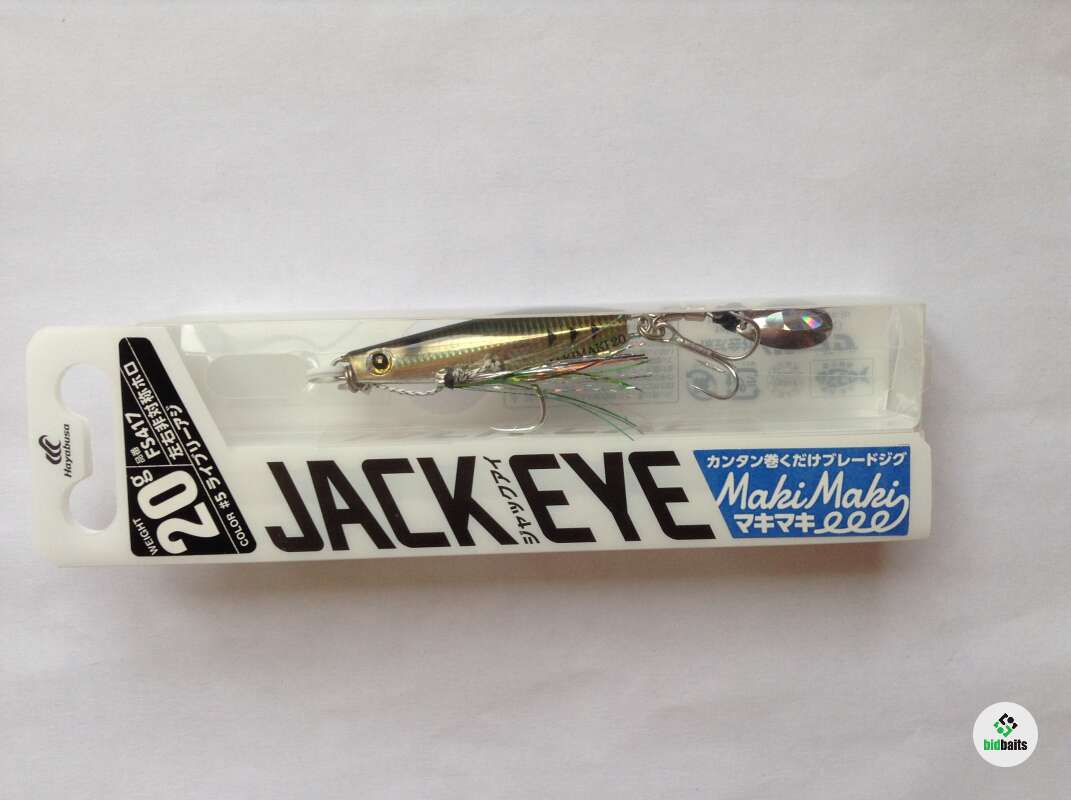 Hayabusa
WEIGHT
20g
品番 FS417
左右非対称ホロ
COLOR #5 ライブリーアジ
JACK EYE
ジャックアイ
カンタン巻くだけブレードジグ
Maki Maki
マキマキ
MAKIMAKI 20
bidbaits